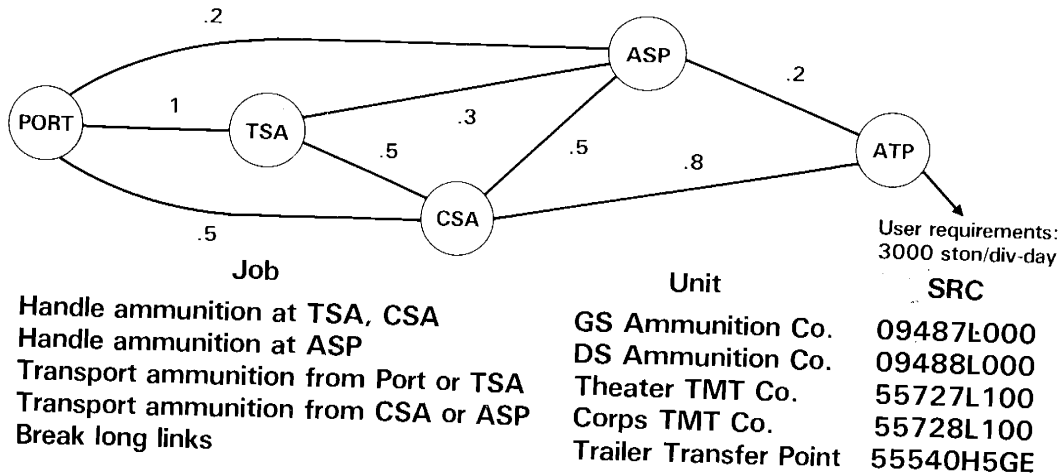 .2
ASP
.2
PORT
1
TSA
.3
.5
.5
.8
ATP
CSA
.5
User requirements:
3000 ston/div-day
Job Unit SRC
Handle ammunition at TSA, CSA GS Ammunition Co. 09487L000
Handle ammunition at ASP DS Ammunition Co. 09488L000
Transport ammunition from Port or TSA Theater TMT Co. 55727L100
Transport ammunition from CSA or ASP Corps TMT Co. 55728L100
Break long links Trailer Transfer Point 55540H5GE